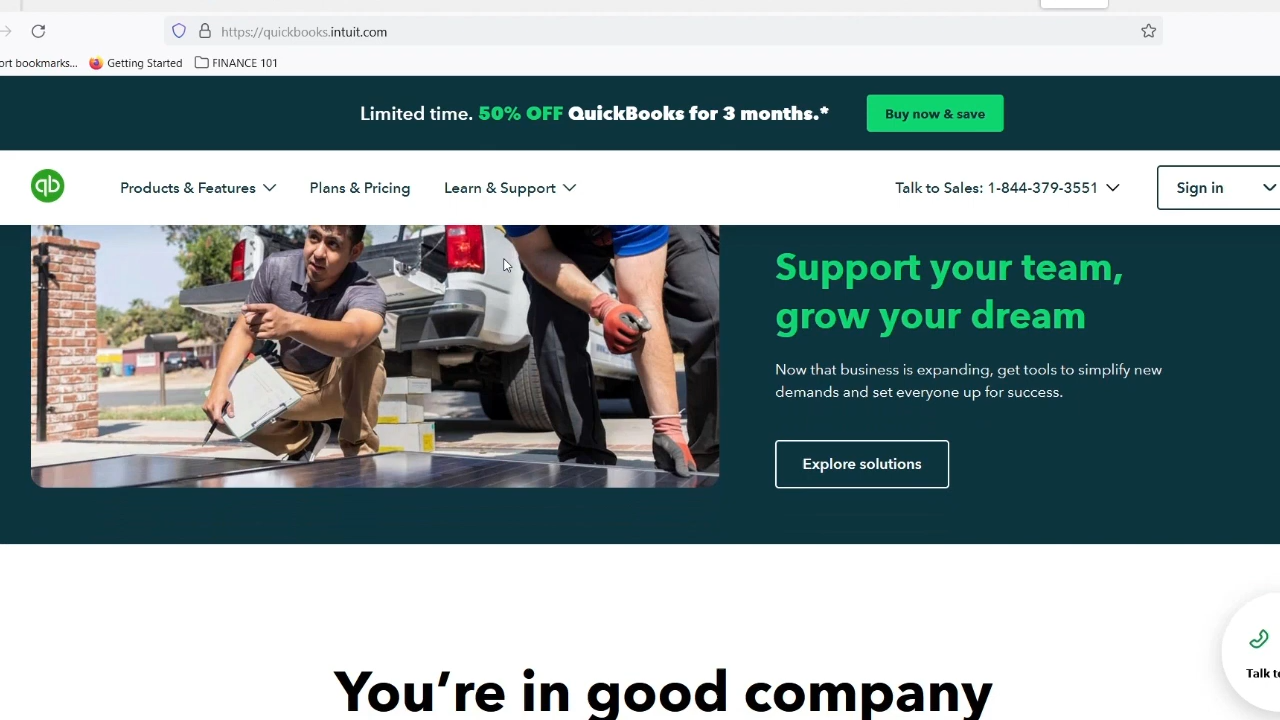 https://quickbooks.intuit.com
ort bookmarks...
Getting Started
FINANCE 101
Limited time. 50% OFF QuickBooks for 3 months.*
Buy now & save
qb
Products & Features
Plans & Pricing
Learn & Support
Talk to Sales: 1-844-379-3551
Sign in
Support your team,
grow your dream
Now that business is expanding, get tools to simplify new
demands and set everyone up for success.
Explore solutions
Talk to
You're in good company